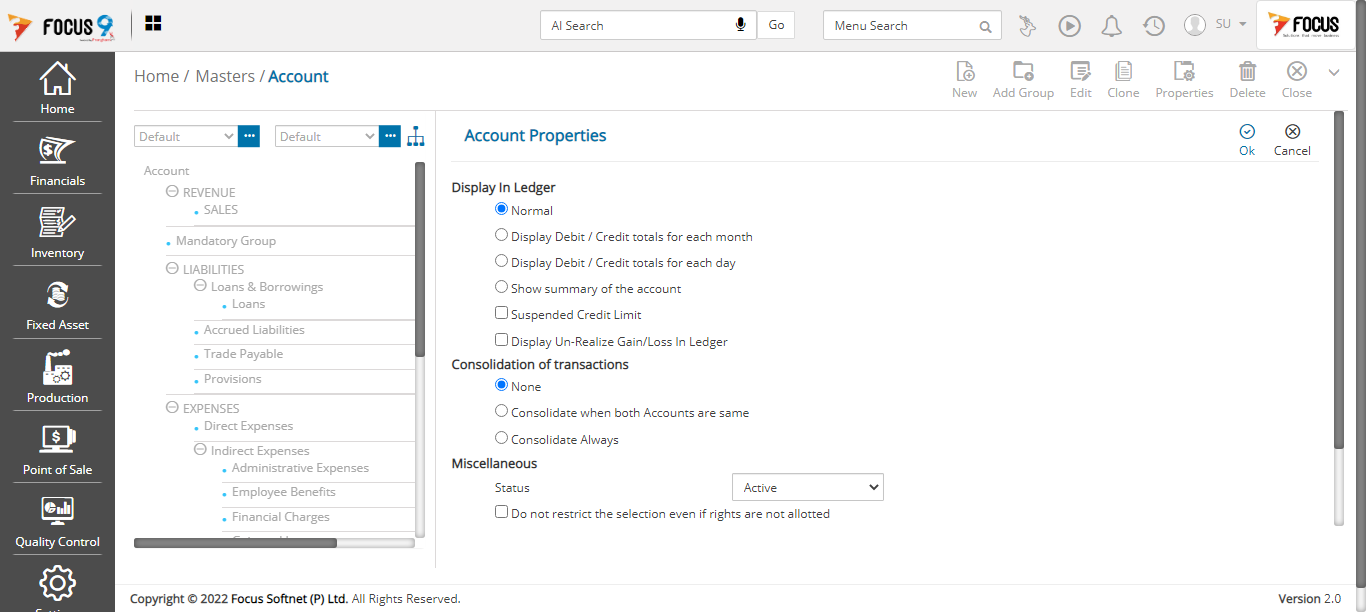 FOCUS 9
AI Search
Go
Menu Search
SU
FOCUS
Home
Financials
Inventory
Fixed Asset
Production
Point of Sale
Quality Control
Home / Masters / Account
New
Add Group
Edit
Clone
Properties
Delete
Close
Default
Default
Account
REVENUE
SALES
Mandatory Group
LIABILITIES
Loans & Borrowings
Loans
Accrued Liabilities
Trade Payable
Provisions
EXPENSES
Direct Expenses
Indirect Expenses
Administrative Expenses
Employee Benefits
Financial Charges
Account Properties
Ok
Cancel
Display In Ledger
Normal
Display Debit / Credit totals for each month
Display Debit / Credit totals for each day
Show summary of the account
Suspended Credit Limit
Display Un-Realize Gain/Loss In Ledger
Consolidation of transactions
None
Consolidate when both Accounts are same
Consolidate Always
Miscellaneous
Status
Active
Do not restrict the selection even if rights are not allotted
Copyright © 2022 Focus Softnet (P) Ltd. All Rights Reserved.
Version 2.0